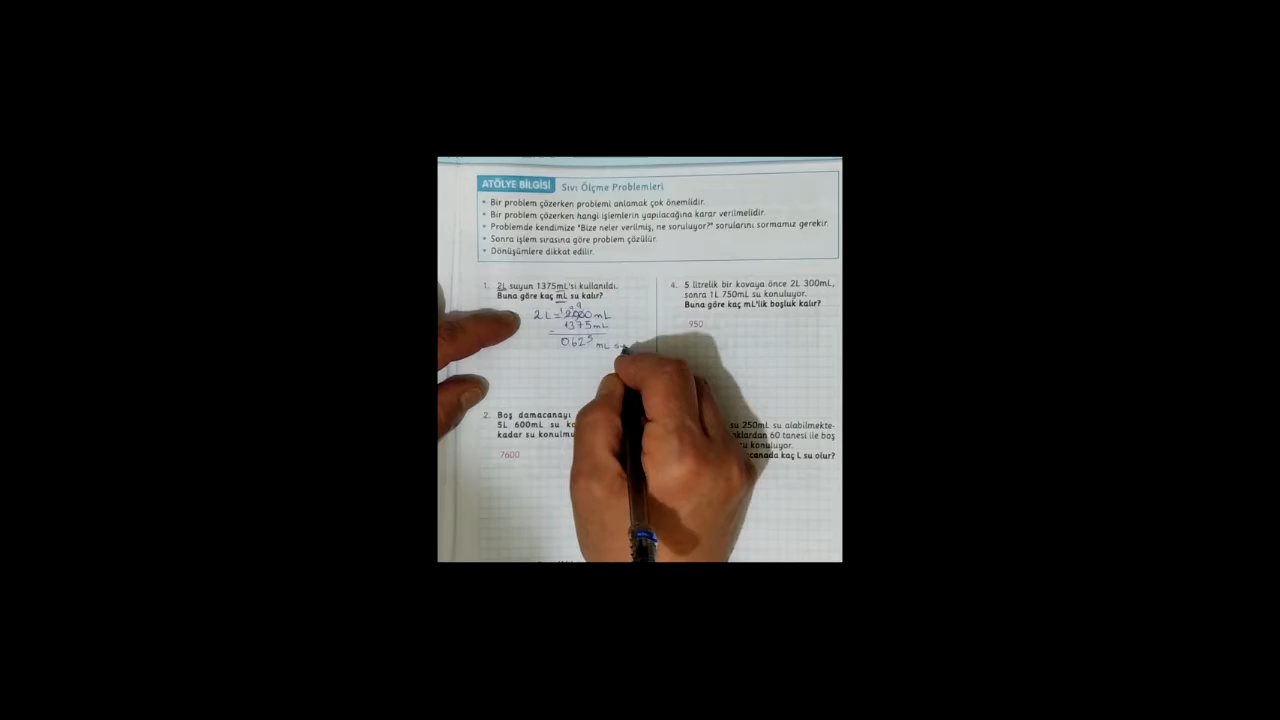 ATÖLYE BİLGİSİ Sıvı Ölçme Problemleri
• Bir problem çözerken problemi anlamak çok önemlidir.
• Bir problem çözerken hangi işlemlerin yapılacağına karar verilmelidir.
• Problemde kendimize "Bize neler verilmiş, ne soruluyor?" sorularını sormamız gerekir.
• Sonra işlem sırasına göre problem çözülür.
• Dönüşümlere dikkat edilir.
1. 2L suyun 1375mL'si kullanıldı.
Buna göre kaç mL su kalır?
2L = 2000 mL
- 1375 mL
0625 mL
2. Boş damacanayı
5L 600mL su
kadar su konulmu
7600
4. 5 litrelik bir kovaya önce 2L 300mL,
sonra 1L 750mL su konuluyor.
Buna göre kaç mL'lik boşluk kalır?
950
su 250mL su alabilmekte-
60 tanesi ile boş
konuluyor.
kaç L su olur?